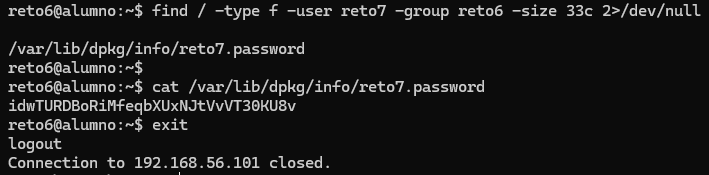 reto6@alumno:~$ find / -type f -user reto7 -group reto6 -size 33c 2>/dev/null
/var/lib/dpkg/info/reto7.password
reto6@alumno:~$
reto6@alumno:~$ cat /var/lib/dpkg/info/reto7.password
idwTURDBoRiMfeqbXUxNJtVvVT30KU8v
reto6@alumno:~$ exit
logout
Connection to 192.168.56.101 closed.